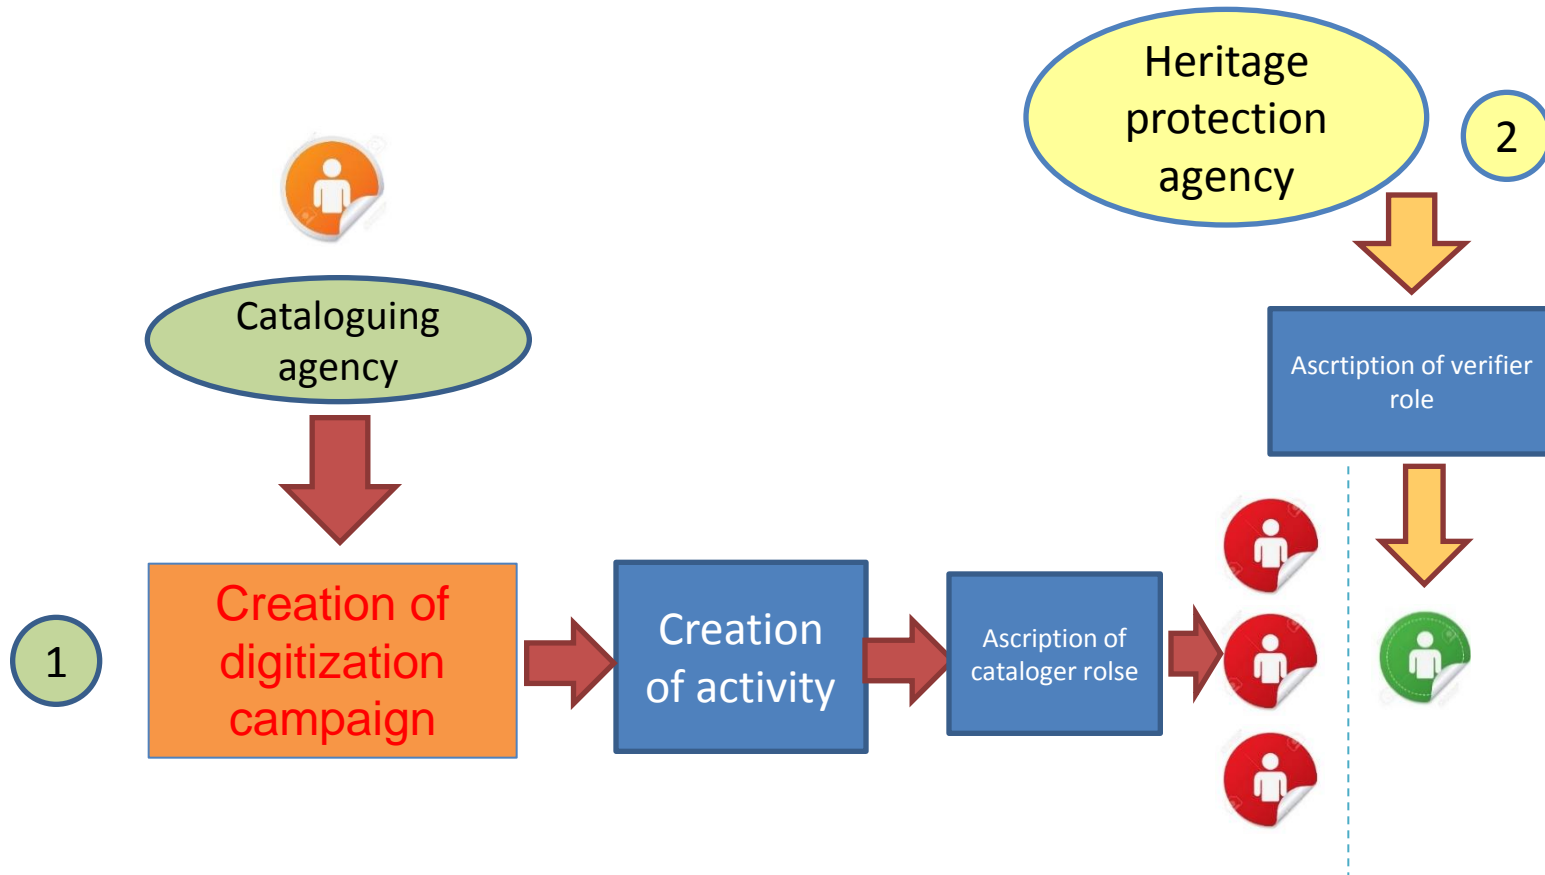 Heritage
protection
agency
2
Cataloguing
agency
Ascrtiption of verifier
role
1
Creation of
digitization
campaign
Creation
of activity
Ascription of
cataloger rolse